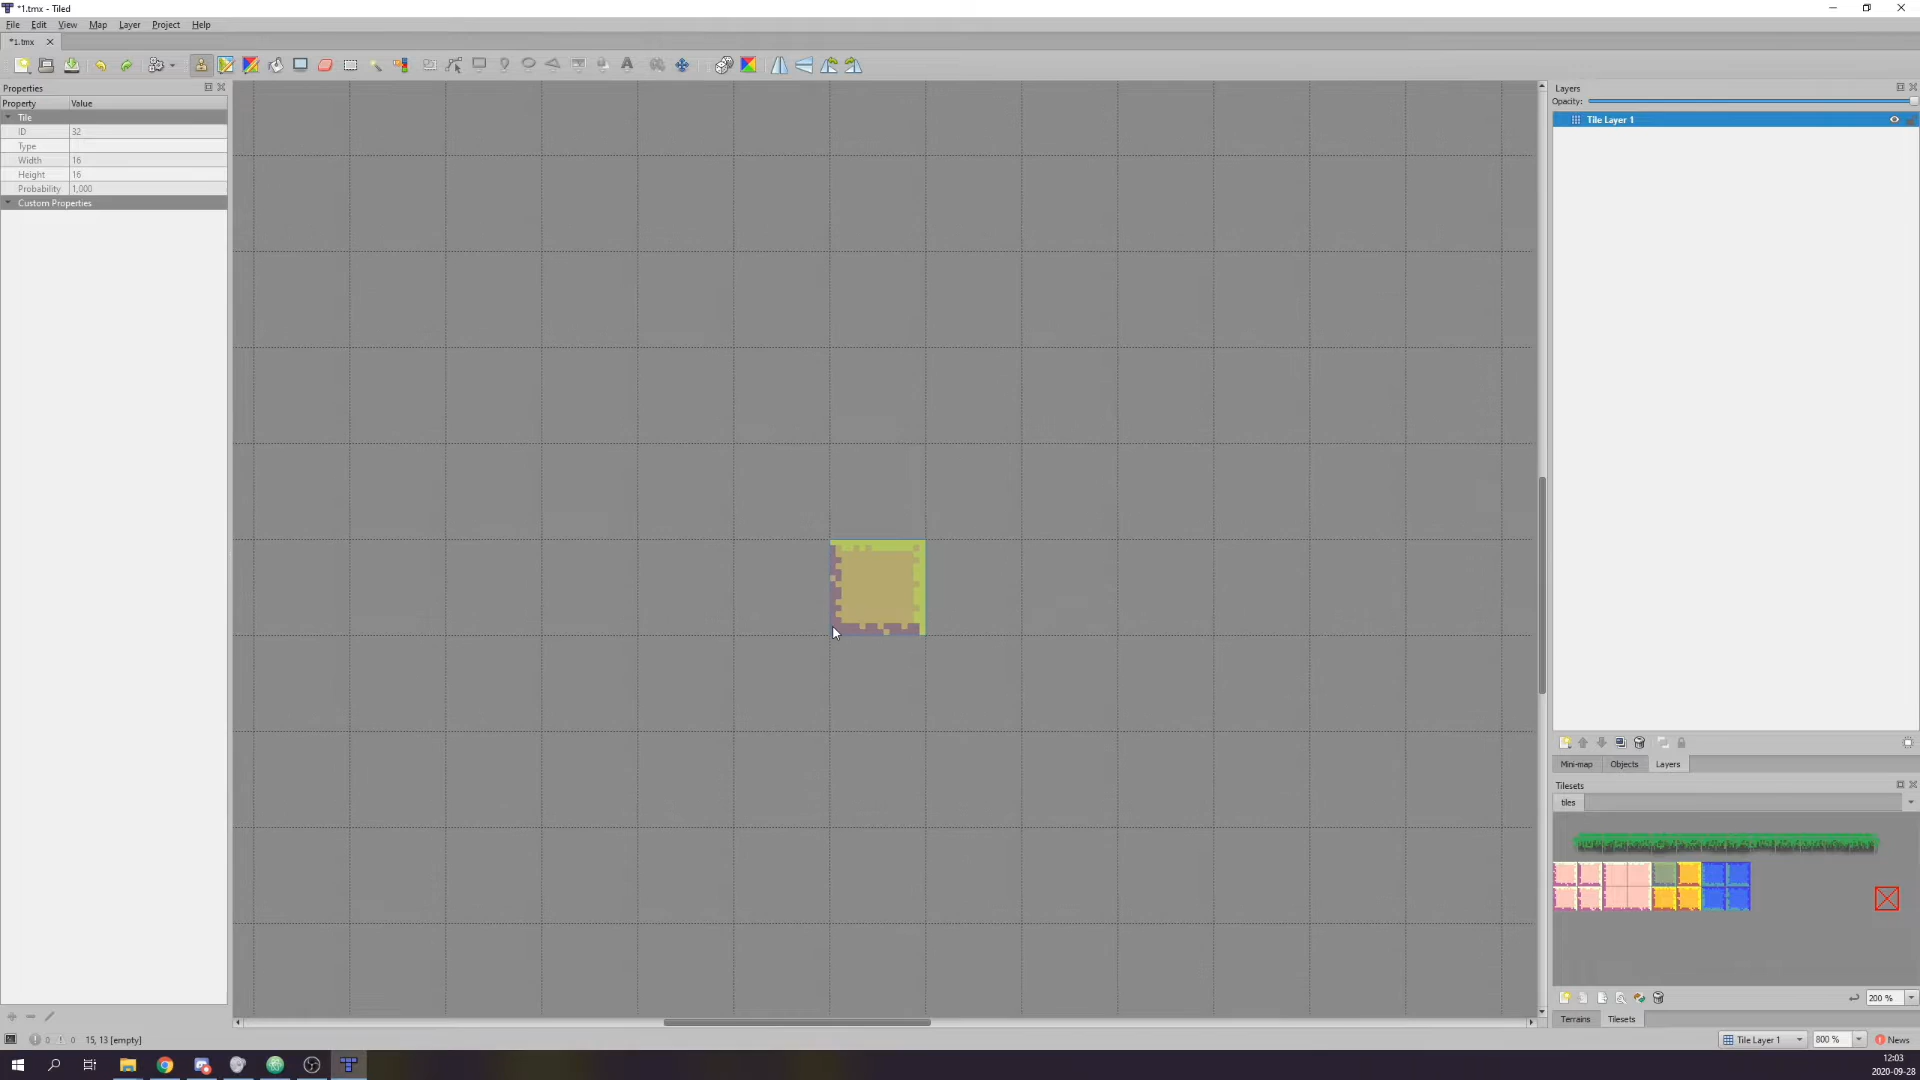 *1.tmx - Tiled
File Edit View Map Layer Project Help
*1.tmx
Properties
Property Value
Tile
ID 32
Type
Width 16
Height 16
Probability 1,000
Custom Properties
Layers
Opacity:
Tile Layer 1
Mini-map Objects Layers
Tilesets
tiles
200 %
Terrains Tilesets
0 0 15, 13 [empty]
Tile Layer 1 800 % News
12:03
2020-09-28